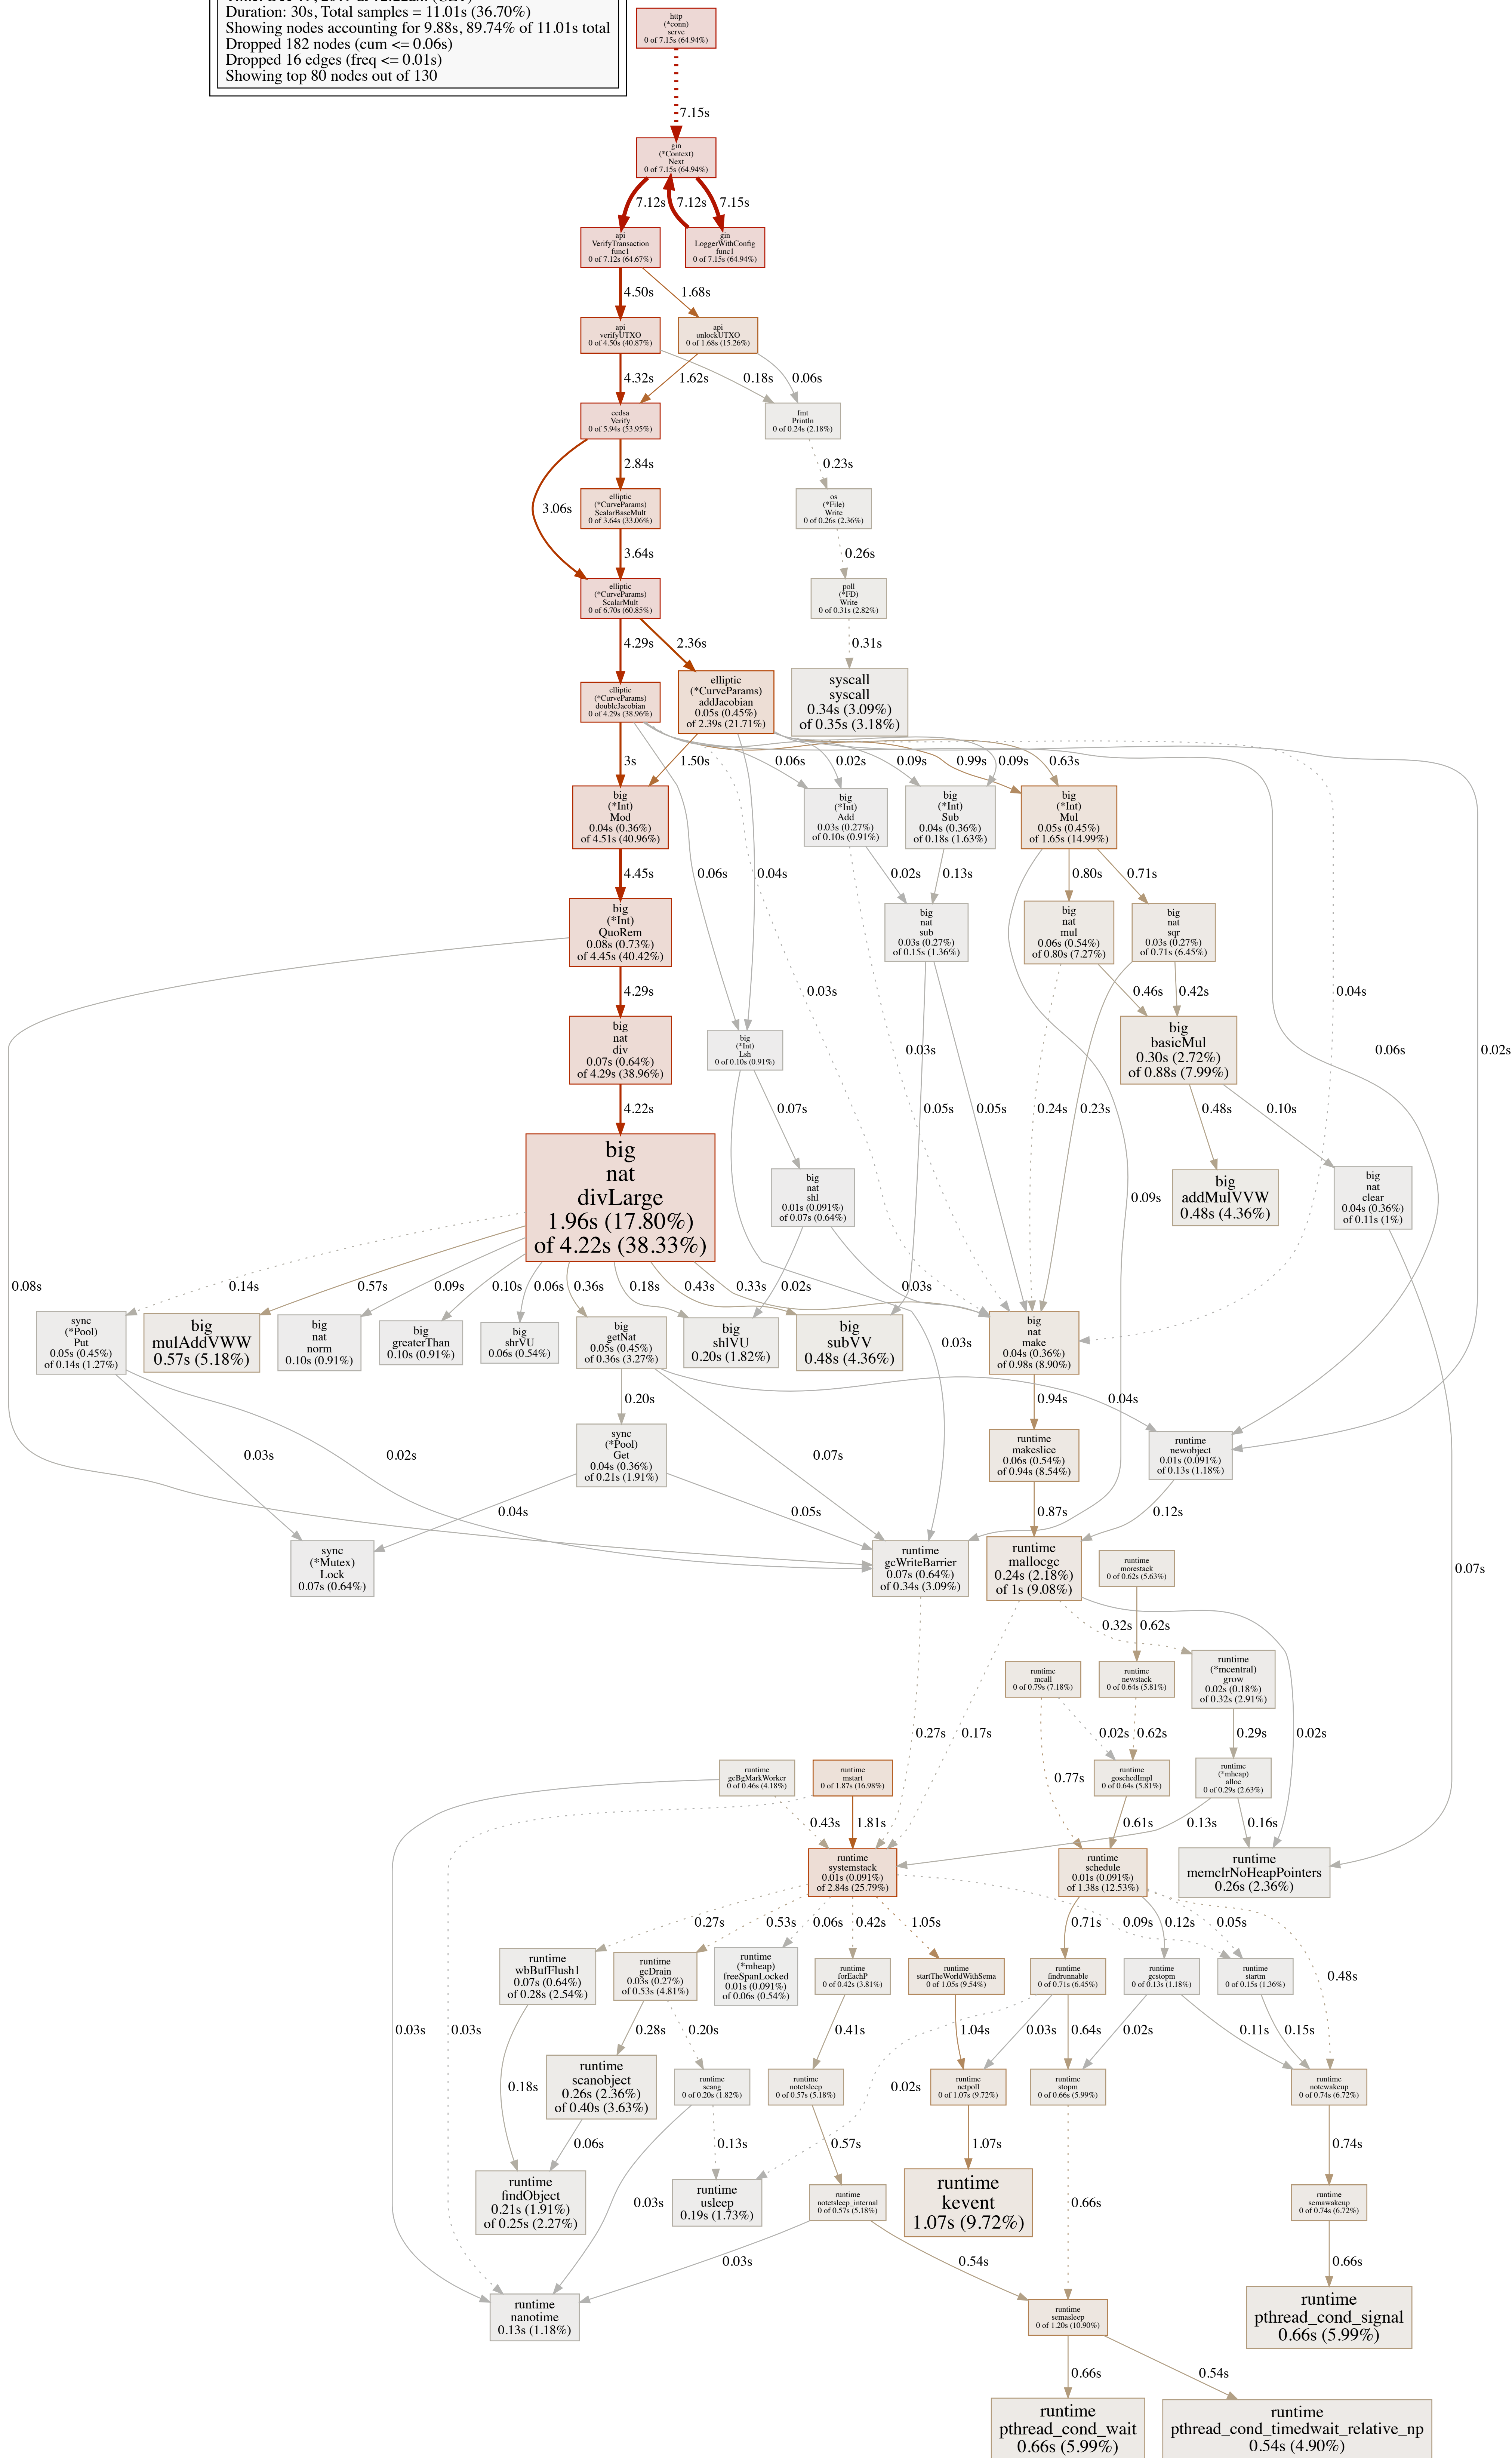 Duration: 30s, Total samples = 11.01s (36.70%)
Showing nodes accounting for 9.88s, 89.74% of 11.01s total
Dropped 182 nodes (cum <= 0.06s)
Dropped 16 edges (freq <= 0.01s)
Showing top 80 nodes out of 130
http
(*conn)
serve
0 of 7.15s (64.94%)
7.15s
gin
(*Context)
Next
0 of 7.15s (64.94%)
7.12s
7.12s
7.15s
api
VerifyTransaction
func1
0 of 7.12s (64.67%)
gin
LoggerWithConfig
func1
0 of 7.15s (64.94%)
4.50s
1.68s
api
verifyUTXO
0 of 4.50s (40.87%)
api
unlockUTXO
0 of 1.68s (15.26%)
4.32s
1.62s
0.18s
0.06s
ecdsa
Verify
0 of 5.94s (53.95%)
fmt
Println
0 of 0.24s (2.18%)
2.84s
0.23s
3.06s
elliptic
(*CurveParams)
ScalarBaseMult
0 of 3.64s (33.06%)
os
(*File)
Write
0 of 0.26s (2.36%)
3.64s
0.26s
elliptic
(*CurveParams)
ScalarMult
0 of 6.70s (60.85%)
poll
(*FD)
Write
0 of 0.31s (2.82%)
4.29s
2.36s
0.31s
elliptic
(*CurveParams)
doubleJacobian
0 of 4.29s (38.96%)
elliptic
(*CurveParams)
addJacobian
0.05s (0.45%)
of 2.39s (21.71%)
syscall
syscall
0.34s (3.09%)
of 0.35s (3.18%)
3s
1.50s
0.06s
0.02s
0.09s
0.99s
0.09s
0.63s
big
(*Int)
Mod
0.04s (0.36%)
of 4.51s (40.96%)
big
(*Int)
Add
0.03s (0.27%)
of 0.10s (0.91%)
big
(*Int)
Sub
0.04s (0.36%)
of 0.18s (1.63%)
big
(*Int)
Mul
0.05s (0.45%)
of 1.65s (14.99%)
4.45s
0.06s
0.04s
0.02s
0.13s
0.80s
0.71s
big
(*Int)
QuoRem
0.08s (0.73%)
of 4.45s (40.42%)
big
nat
sub
0.03s (0.27%)
of 0.15s (1.36%)
big
nat
mul
0.06s (0.54%)
of 0.80s (7.27%)
big
nat
sqr
0.03s (0.27%)
of 0.71s (6.45%)
4.29s
0.03s
0.46s
0.42s
0.04s
big
nat
div
0.07s (0.64%)
of 4.29s (38.96%)
big
(*Int)
Lsh
0 of 0.10s (0.91%)
0.03s
big
basicMul
0.30s (2.72%)
of 0.88s (7.99%)
0.06s
0.02s
4.22s
0.07s
0.05s
0.05s
0.24s
0.23s
0.48s
0.10s
big
nat
divLarge
1.96s (17.80%)
of 4.22s (38.33%)
big
nat
shl
0.01s (0.091%)
of 0.07s (0.64%)
0.09s
big
addMulVVW
0.48s (4.36%)
big
nat
clear
0.04s (0.36%)
of 0.11s (1%)
0.08s
0.14s
0.57s
0.09s
0.10s
0.06s
0.36s
0.18s
0.43s
0.33s
0.02s
0.03s
sync
(*Pool)
Put
0.05s (0.45%)
of 0.14s (1.27%)
big
mulAddVWW
0.57s (5.18%)
big
nat
norm
0.10s (0.91%)
big
greaterThan
0.10s (0.91%)
big
shrVU
0.06s (0.54%)
big
getNat
0.05s (0.45%)
of 0.36s (3.27%)
big
shlVU
0.20s (1.82%)
big
subVV
0.48s (4.36%)
0.03s
big
nat
make
0.04s (0.36%)
of 0.98s (8.90%)
0.20s
0.94s
0.04s
0.03s
0.02s
sync
(*Pool)
Get
0.04s (0.36%)
of 0.21s (1.91%)
0.07s
runtime
makeslice
0.06s (0.54%)
of 0.94s (8.54%)
runtime
newobject
0.01s (0.091%)
of 0.13s (1.18%)
0.04s
0.05s
0.87s
0.12s
sync
(*Mutex)
Lock
0.07s (0.64%)
runtime
gcWriteBarrier
0.07s (0.64%)
of 0.34s (3.09%)
runtime
mallocgc
0.24s (2.18%)
of 1s (9.08%)
runtime
morestack
0 of 0.62s (5.63%)
0.07s
0.32s
0.62s
runtime
mcall
0 of 0.79s (7.18%)
runtime
newstack
0 of 0.64s (5.81%)
runtime
(*mcentral)
grow
0.02s (0.18%)
of 0.32s (2.91%)
0.27s
0.17s
0.02s
0.62s
0.29s
0.02s
runtime
gcBgMarkWorker
0 of 0.46s (4.18%)
runtime
mstart
0 of 1.87s (16.98%)
0.77s
runtime
goschedImpl
0 of 0.64s (5.81%)
runtime
(*mheap)
alloc
0 of 0.29s (2.63%)
0.43s
1.81s
0.61s
0.13s
0.16s
runtime
systemstack
0.01s (0.091%)
of 2.84s (25.79%)
runtime
schedule
0.01s (0.091%)
of 1.38s (12.53%)
runtime
memclrNoHeapPointers
0.26s (2.36%)
0.27s
0.53s
0.06s
0.42s
1.05s
0.71s
0.09s
0.12s
0.05s
0.48s
runtime
wbBufFlush1
0.07s (0.64%)
of 0.28s (2.54%)
runtime
gcDrain
0.03s (0.27%)
of 0.53s (4.81%)
runtime
(*mheap)
freeSpanLocked
0.01s (0.091%)
of 0.06s (0.54%)
runtime
forEachP
0 of 0.42s (3.81%)
runtime
startTheWorldWithSema
0 of 1.05s (9.54%)
runtime
findrunnable
0 of 0.71s (6.45%)
runtime
gcstopm
0 of 0.13s (1.18%)
runtime
startm
0 of 0.15s (1.36%)
0.03s
0.03s
0.28s
0.20s
0.41s
1.04s
0.03s
0.64s
0.02s
0.11s
0.15s
0.18s
runtime
scanobject
0.26s (2.36%)
of 0.40s (3.63%)
runtime
scang
0 of 0.20s (1.82%)
runtime
notetsleep
0 of 0.57s (5.18%)
0.02s
runtime
netpoll
0 of 1.07s (9.72%)
runtime
stopm
0 of 0.66s (5.99%)
runtime
notewakeup
0 of 0.74s (6.72%)
0.06s
0.13s
0.57s
1.07s
0.74s
runtime
findObject
0.21s (1.91%)
of 0.25s (2.27%)
0.03s
runtime
usleep
0.19s (1.73%)
runtime
notetsleep_internal
0 of 0.57s (5.18%)
runtime
kevent
1.07s (9.72%)
0.66s
runtime
semawakeup
0 of 0.74s (6.72%)
0.03s
0.54s
0.66s
runtime
nanotime
0.13s (1.18%)
runtime
semasleep
0 of 1.20s (10.90%)
runtime
pthread_cond_signal
0.66s (5.99%)
0.66s
0.54s
runtime
pthread_cond_wait
0.66s (5.99%)
runtime
pthread_cond_timedwait_relative_np
0.54s (4.90%)